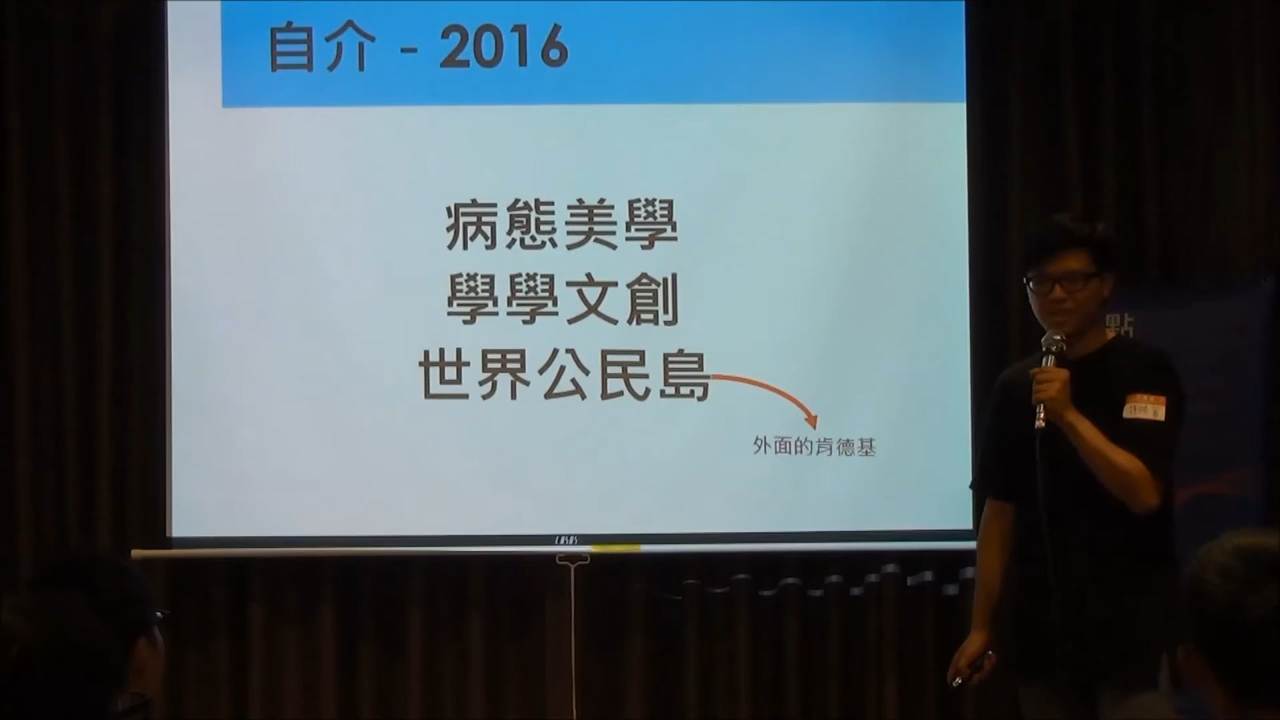 自介 - 2016
病態美學
學學文創
世界公民島
外面的肯德基
點